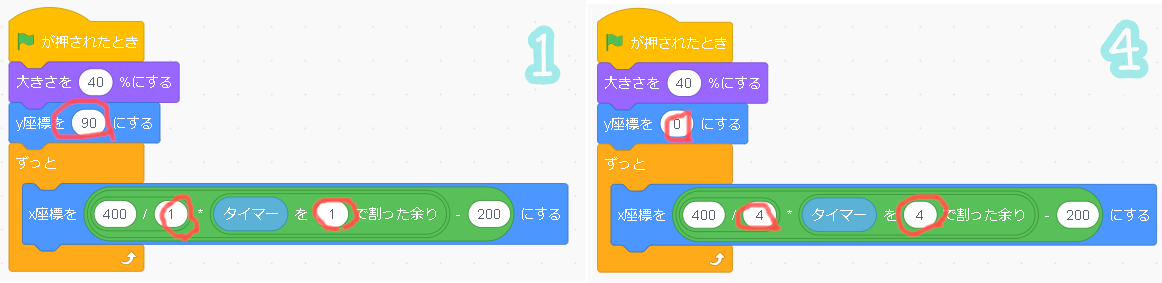 が押されたとき
1
大きさを 40 %にする
y座標を 90 にする
ずっと
x座標を 400 / 1 * タイマー を 1 で割った余り - 200 にする
が押されたとき
4
大きさを 40 %にする
y座標を 0 にする
ずっと
x座標を 400 / 4 * タイマー を 4 で割った余り - 200 にする